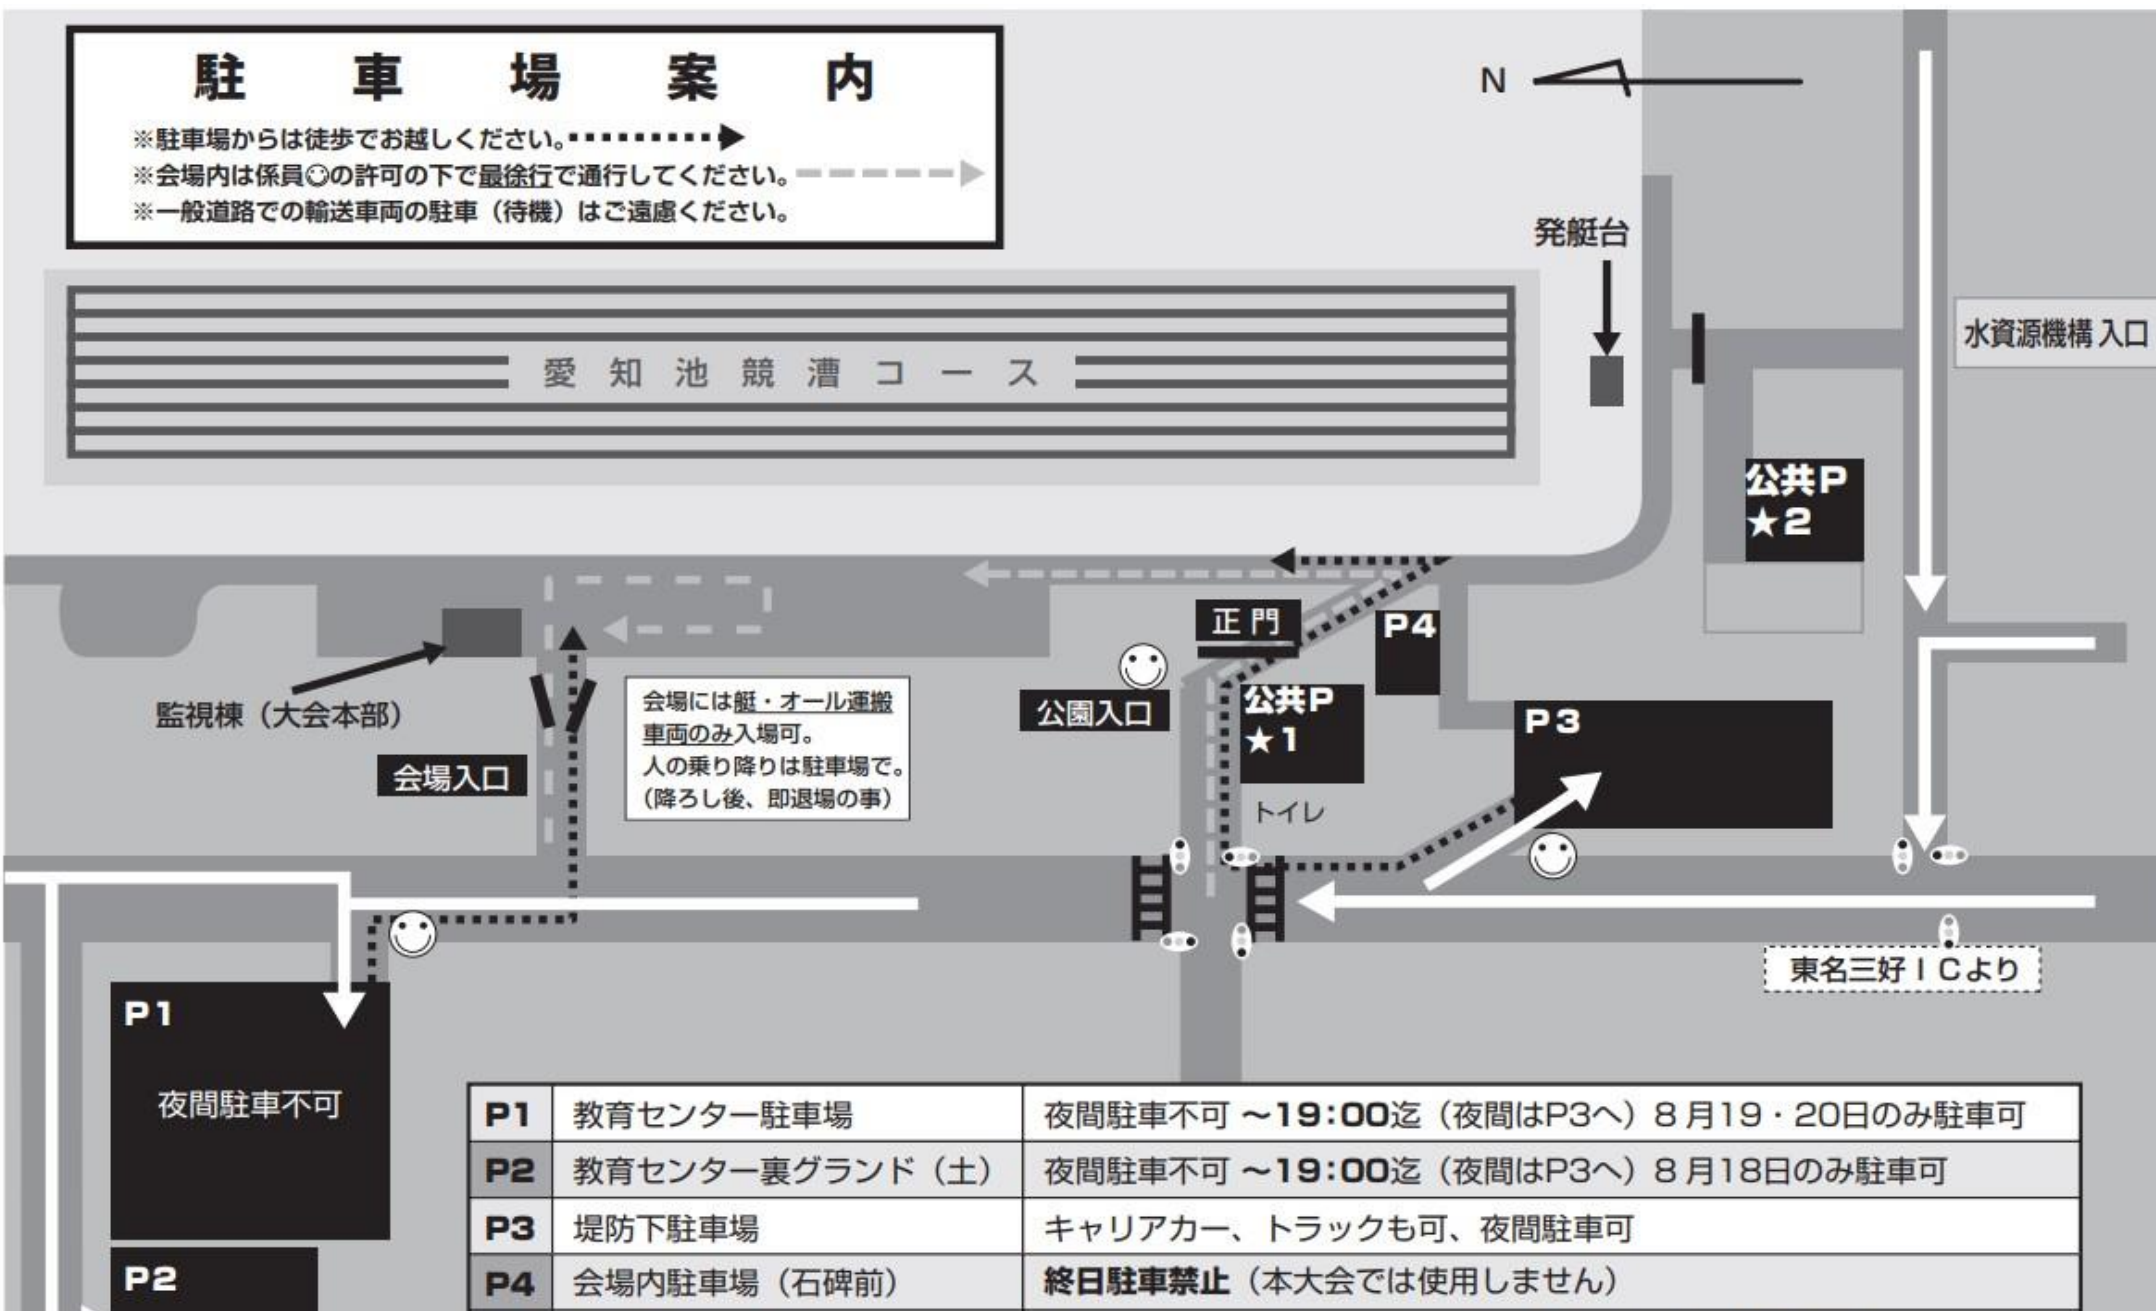 駐車場案内
※駐車場からは徒歩でお越しください。
※会場内は係員の許可の下で最徐行で通行してください。
※一般道路での輸送車両の駐車（待機）はご遠慮ください。
N
発艇台
水資源機構 入口
愛知池競漕コース
公共P
★2
正門
P4
監視棟（大会本部）
会場には艇・オール運搬
車両のみ入場可。
人の乗り降りは駐車場で。
（降ろし後、即退場の事）
公園入口
公共P
★1
P3
会場入口
トイレ
東名三好ICより
P1
夜間駐車不可
P2
P1 教育センター駐車場 夜間駐車不可 〜19:00迄（夜間はP3へ）8月19・20日のみ駐車可
P2 教育センター裏グランド（土） 夜間駐車不可 〜19:00迄（夜間はP3へ）8月18日のみ駐車可
P3 堤防下駐車場 キャリアカー、トラックも可、夜間駐車可
P4 会場内駐車場（石碑前） 終日駐車禁止（本大会では使用しません）